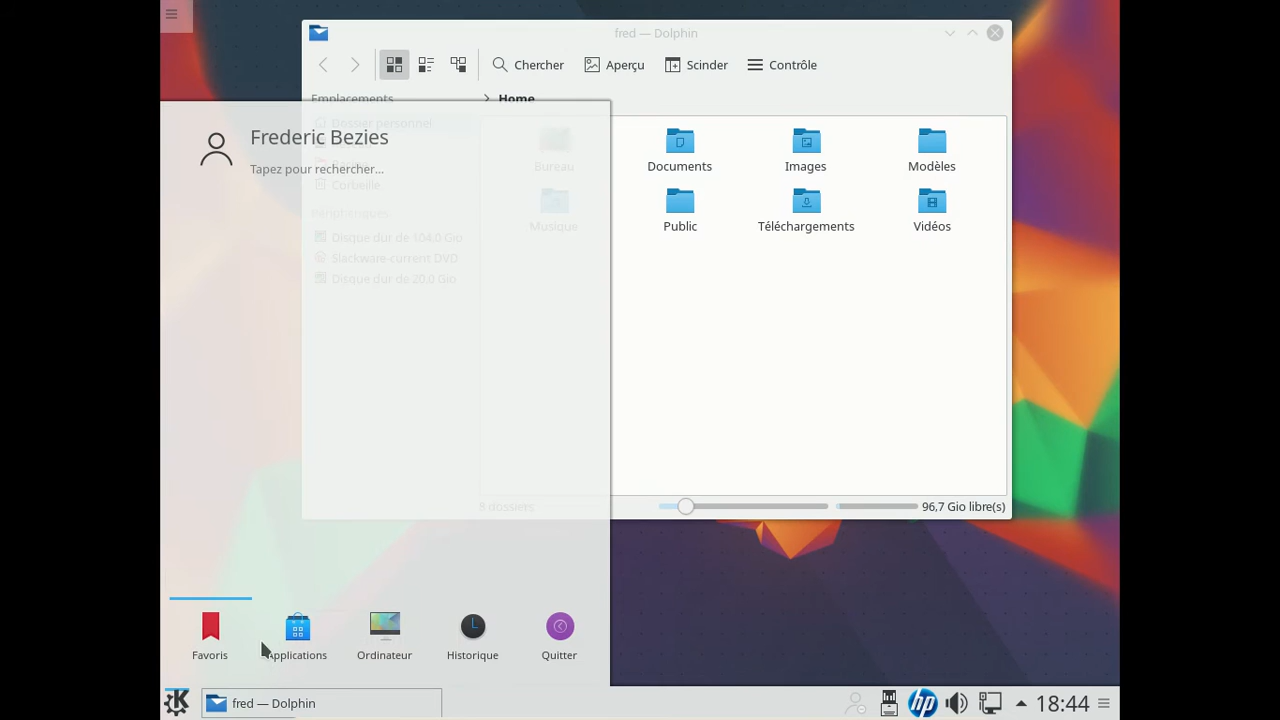 fred — Dolphin
Chercher
Aperçu
Scinder
Contrôle
Emplacements
Home
Dossier personnel
Frederic Bezies
Tapez pour rechercher...
Corbeille
Périphériques
Disque dur de 104,0 Gio
Slackware-current DVD
Disque dur de 20,0 Gio
Bureau
Documents
Images
Modèles
Musique
Public
Téléchargements
Vidéos
8 dossiers
96,7 Gio libre(s)
Favoris
Applications
Ordinateur
Historique
Quitter
fred — Dolphin
hp
18:44